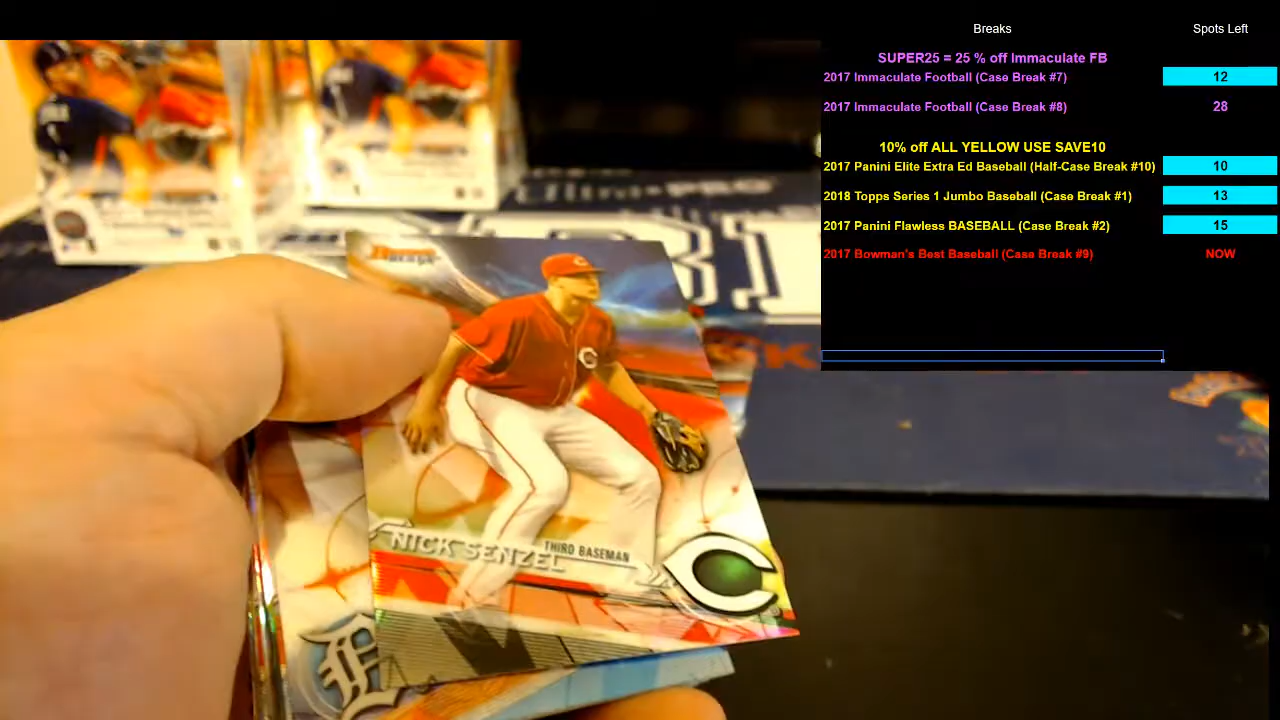 Breaks Spots Left
SUPER25 = 25 % off Immaculate FB
2017 Immaculate Football (Case Break #7) 12
2017 Immaculate Football (Case Break #8) 28
10% off ALL YELLOW USE SAVE10
2017 Panini Elite Extra Ed Baseball (Half-Case Break #10) 10
2018 Topps Series 1 Jumbo Baseball (Case Break #1) 13
2017 Panini Flawless BASEBALL (Case Break #2) 15
2017 Bowman's Best Baseball (Case Break #9) NOW
Ultra-PRO
NICK SENZEL
THIRD BASEMAN